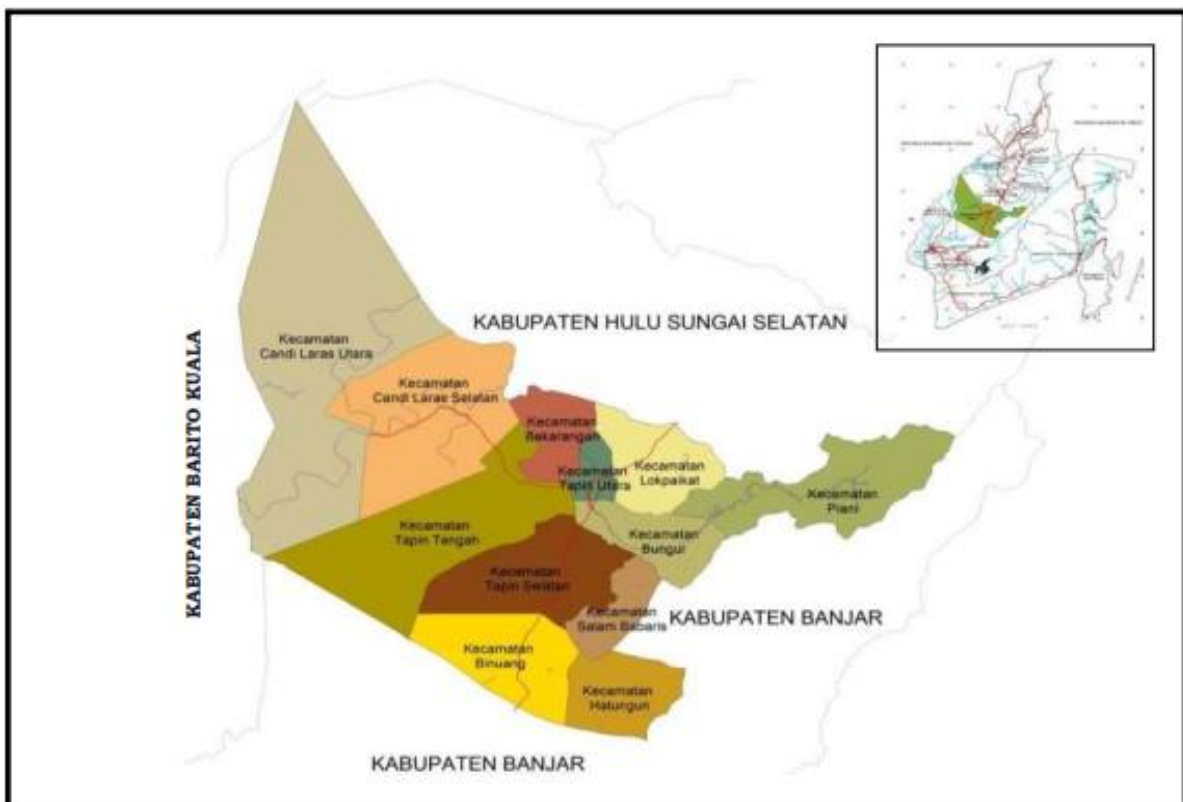 KABUPATEN HULU SUNGAI SELATAN
KABUPATEN BARITO KUALA
Kecamatan
Candi Laras Utara
Kecamatan
Candi Laras Selatan
Kecamatan
Bakarangan
Kecamatan
Tapin Utara
Kecamatan
Lokpaikat
Kecamatan
Piani
Kecamatan
Tapin Tengah
Kecamatan
Bungur
Kecamatan
Tapin Selatan
Kecamatan
Salam Babaris
KABUPATEN BANJAR
Kecamatan
Binuang
Kecamatan
Hatungun
KABUPATEN BANJAR